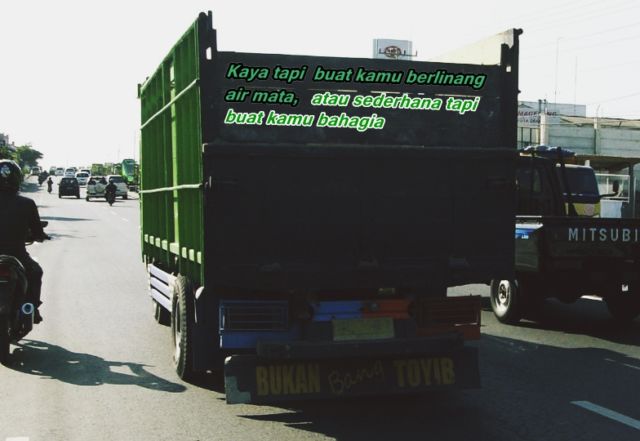 Kaya tapi buat kamu berlinang
air mata, atau sederhana tapi
buat kamu bahagia
MITSUBI
BUKAN Bang TOYIB